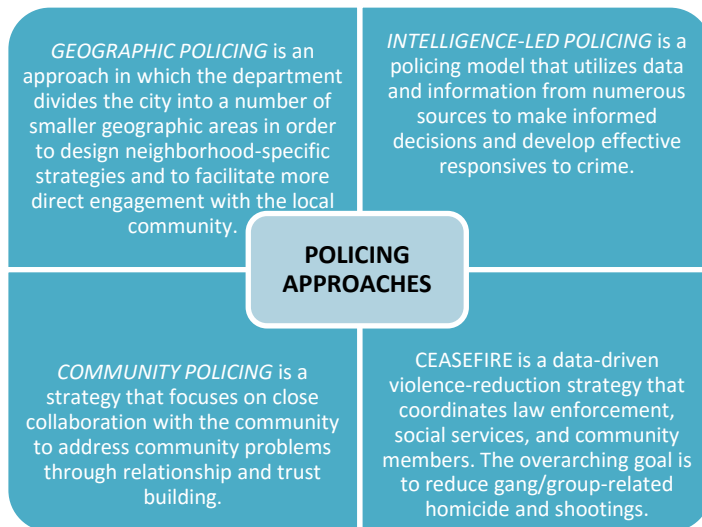 GEOGRAPHIC POLICING is an
approach in which the department
divides the city into a number of
smaller geographic areas in order
to design neighborhood-specific
strategies and to facilitate more
direct engagement with the local
community.
INTELLIGENCE-LED POLICING is a
policing model that utilizes data
and information from numerous
sources to make informed
decisions and develop effective
responsives to crime.
POLICING
APPROACHES
COMMUNITY POLICING is a
strategy that focuses on close
collaboration with the community
to address community problems
through relationship and trust
building.
CEASEFIRE is a data-driven
violence-reduction strategy that
coordinates law enforcement,
social services, and community
members. The overarching goal is
to reduce gang/group-related
homicide and shootings.